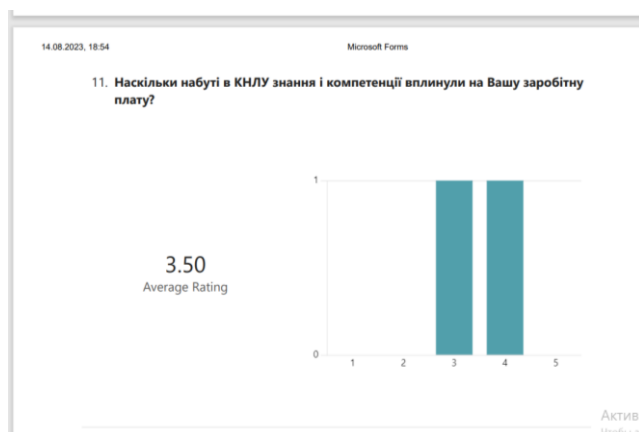 14.08.2023, 18:54 Microsoft Forms
11. Наскільки набуті в КНЛУ знання і компетенції вплинули на Вашу заробітну
плату?
1
3.50
Average Rating
0
1 2 3 4 5
Актив